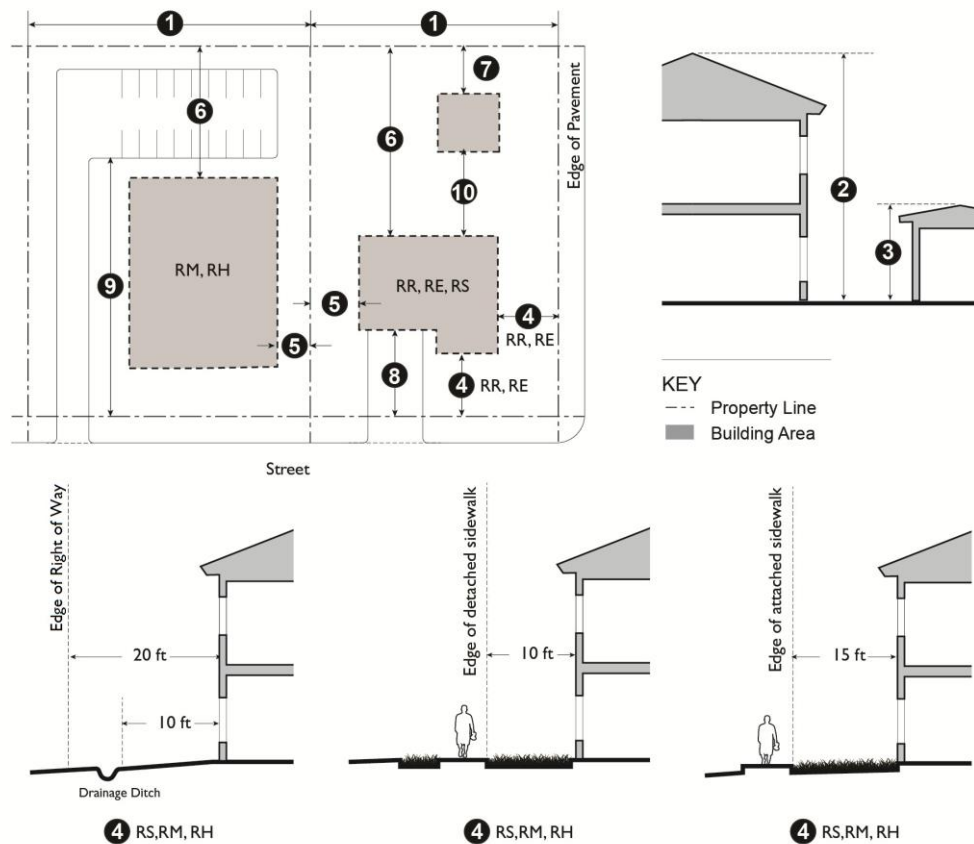 1
1
7
6
6
Edge of Pavement
10
2
3
RM, RH
RR, RE, RS
9
5
4
RR, RE
5
8
4 RR, RE
KEY
Property Line
Building Area
Street
Edge of Right of Way
20 ft
10 ft
Drainage Ditch
4 RS,RM, RH
Edge of detached sidewalk
10 ft
4 RS,RM, RH
Edge of attached sidewalk
15 ft
4 RS,RM, RH